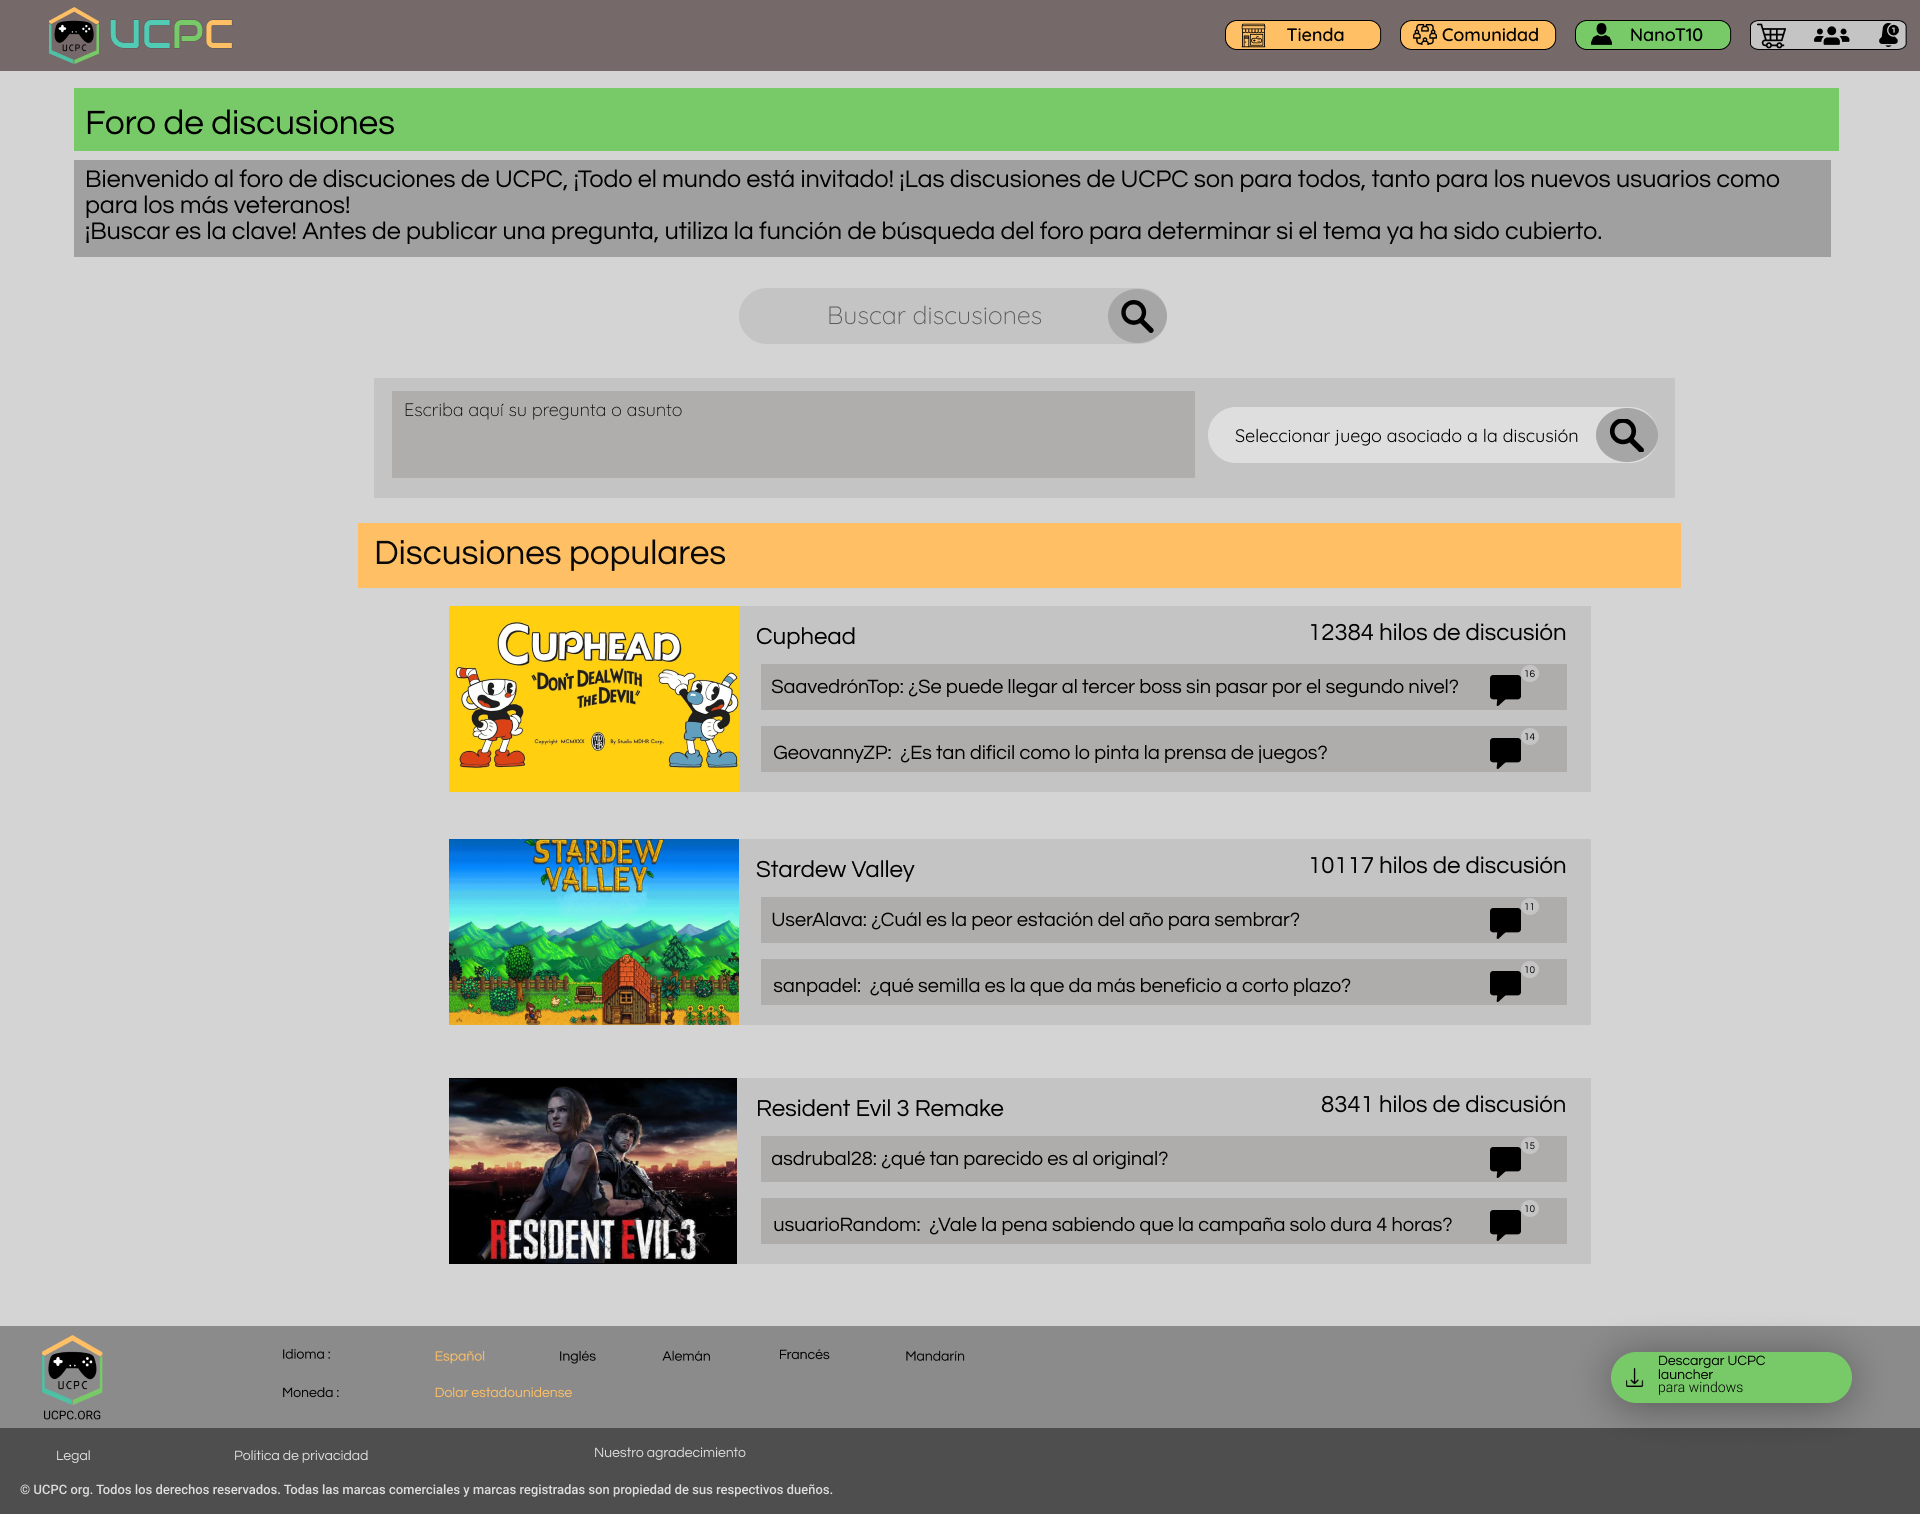 UCPC
UCPC
Tienda
Comunidad
NanoT10
1
Foro de discusiones
Bienvenido al foro de discuciones de UCPC, ¡Todo el mundo está invitado! ¡Las discusiones de UCPC son para todos, tanto para los nuevos usuarios como
para los más veteranos!
¡Buscar es la clave! Antes de publicar una pregunta, utiliza la función de búsqueda del foro para determinar si el tema ya ha sido cubierto.
Buscar discusiones
Escriba aquí su pregunta o asunto
Seleccionar juego asociado a la discusión
Discusiones populares
CUPHEAD
"DON'T DEAL WITH
THE DEVIL"
Copyright MCMXXX By Studio MDHR Corp.
Cuphead
12384 hilos de discusión
SaavedrónTop: ¿Se puede llegar al tercer boss sin pasar por el segundo nivel?
16
GeovannyZP: ¿Es tan dificil como lo pinta la prensa de juegos?
14
STARDEW
VALLEY
Stardew Valley
10117 hilos de discusión
UserAlava: ¿Cuál es la peor estación del año para sembrar?
11
sanpadel: ¿qué semilla es la que da más beneficio a corto plazo?
10
RESIDENT EVIL 3
Resident Evil 3 Remake
8341 hilos de discusión
asdrubal28: ¿qué tan parecido es al original?
15
usuarioRandom: ¿Vale la pena sabiendo que la campaña solo dura 4 horas?
10
UCPC
UCPC.ORG
Idioma :
Español
Inglés
Alemán
Francés
Mandarín
Moneda :
Dolar estadounidense
Descargar UCPC
launcher
para windows
Legal
Política de privacidad
Nuestro agradecimiento
© UCPC org. Todos los derechos reservados. Todas las marcas comerciales y marcas registradas son propiedad de sus respectivos dueños.